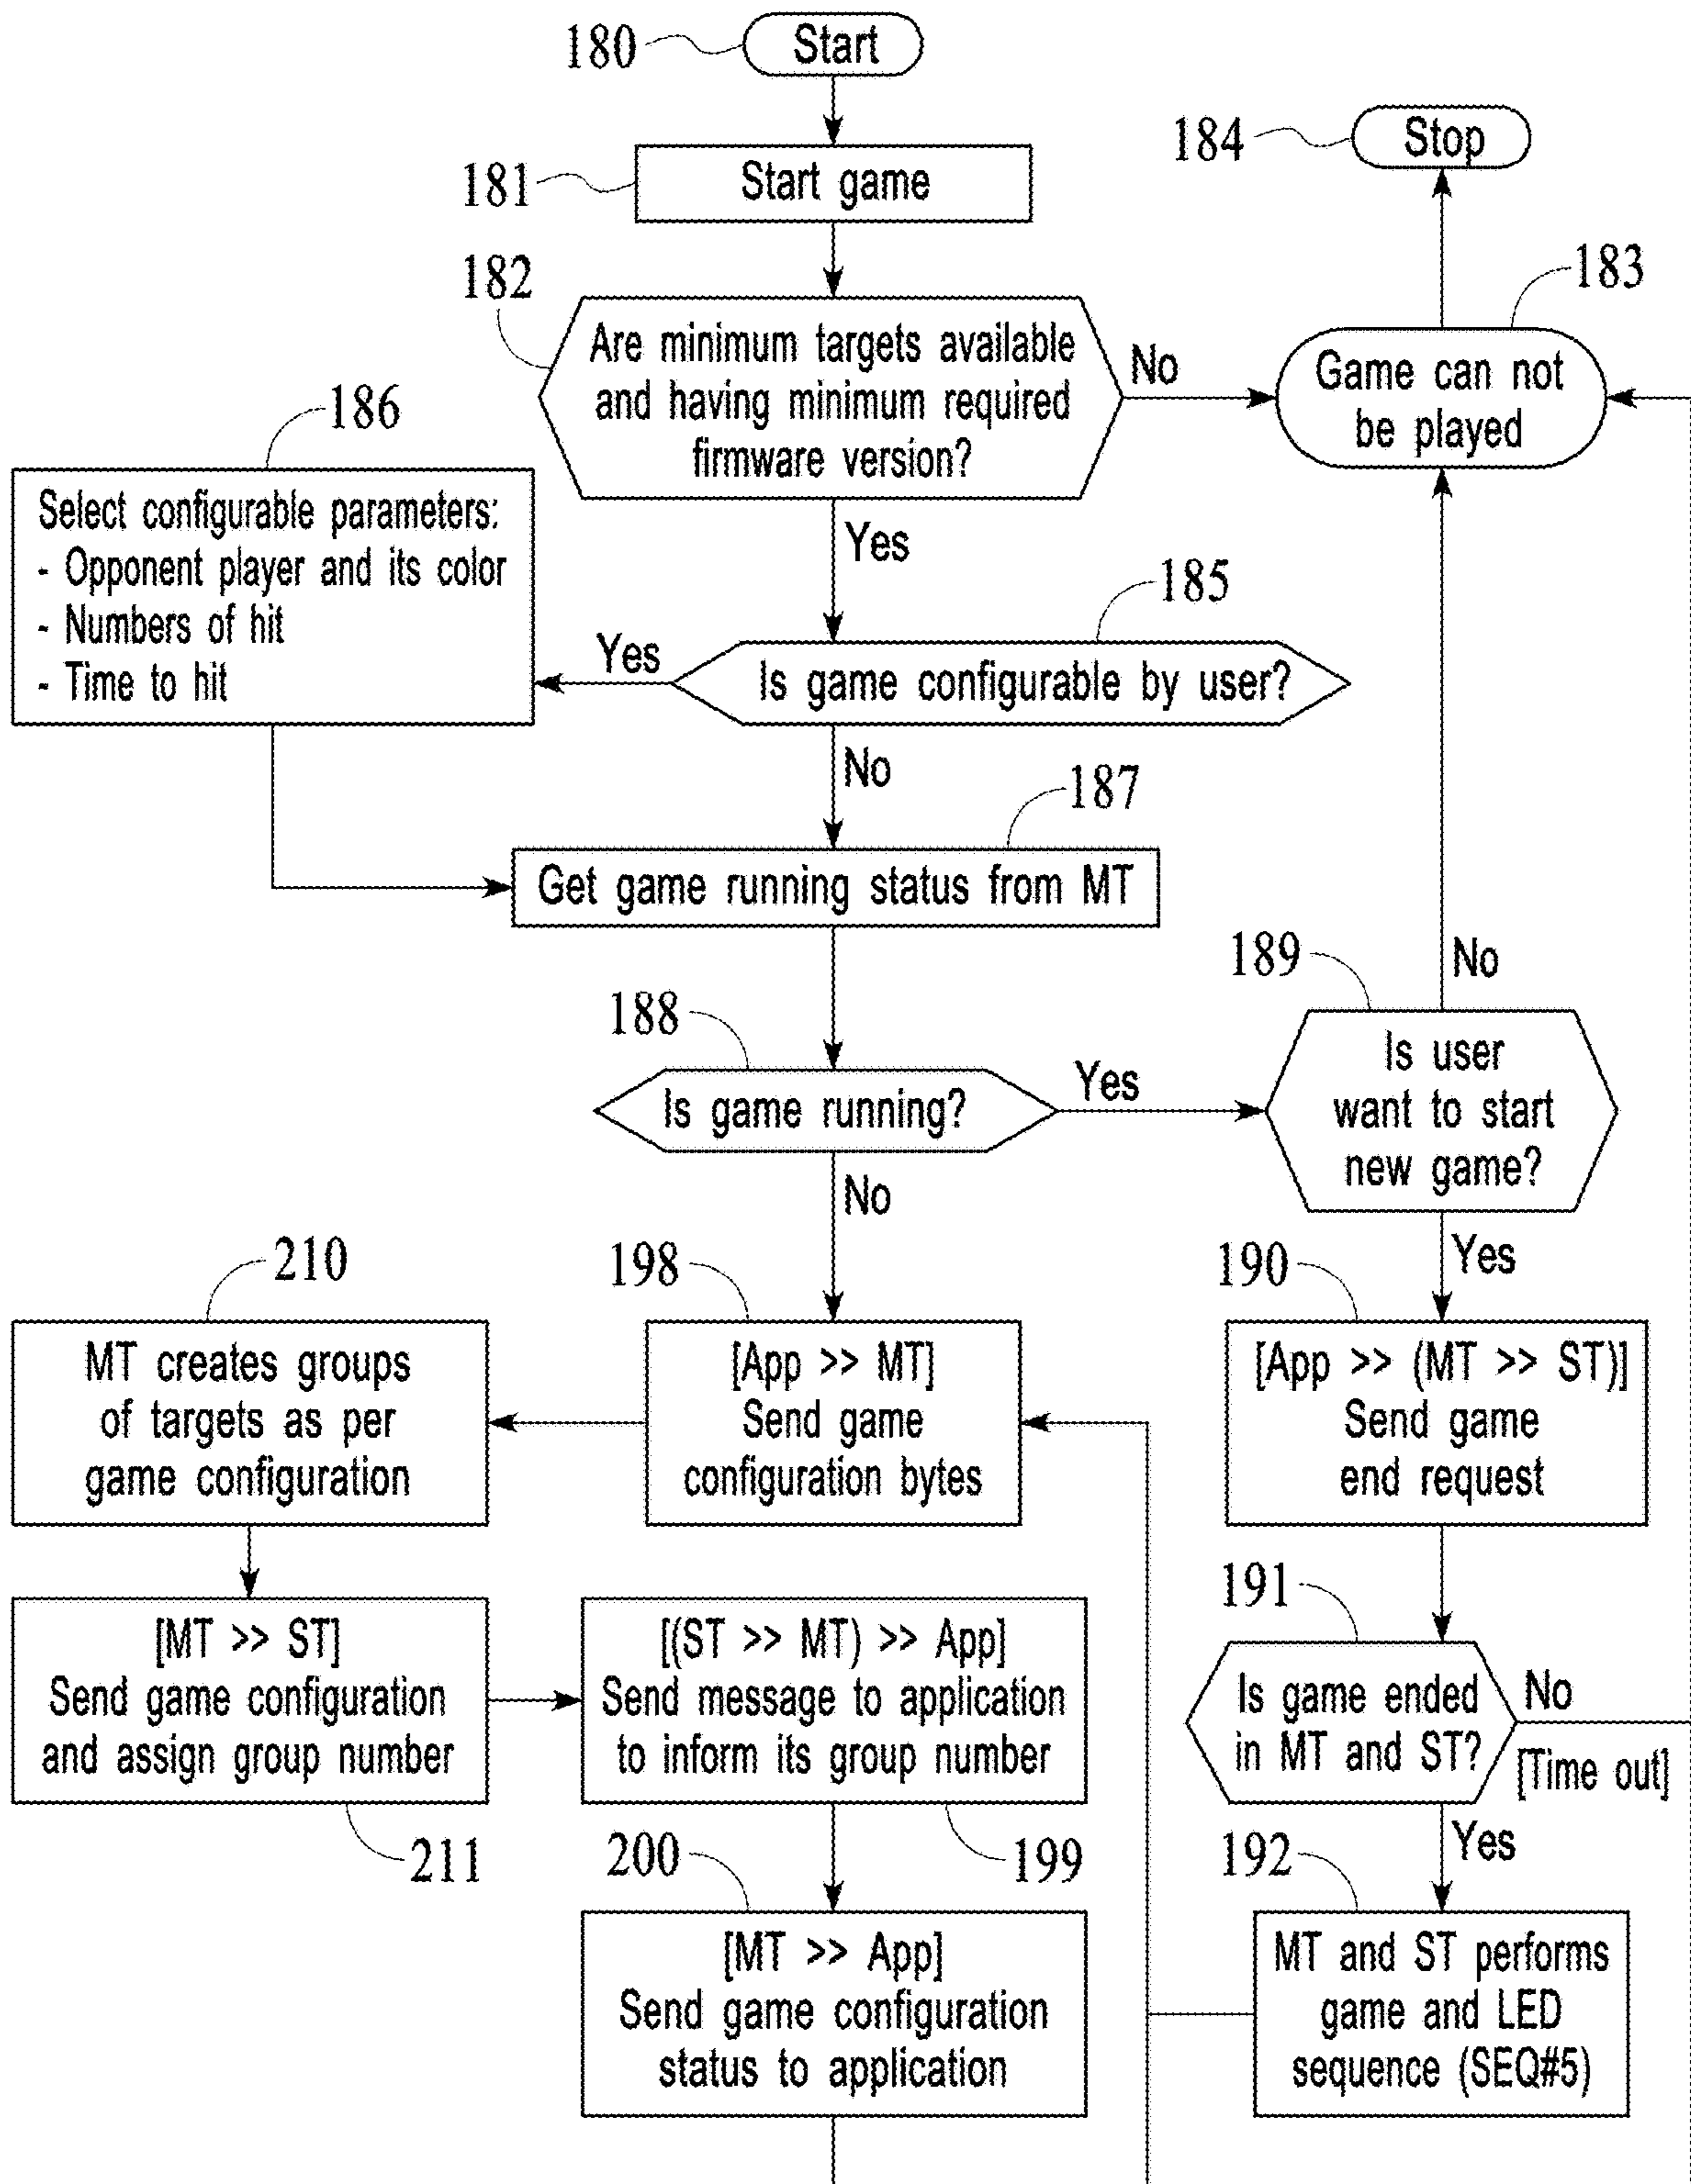 180
Start
184
Stop
181
Start game
182
183
Are minimum targets available
and having minimum required
firmware version?
No
Game can not
be played
186
Select configurable parameters:
- Opponent player and its color
- Numbers of hit
- Time to hit
Yes
185
Yes
Is game configurable by user?
No
187
Get game running status from MT
189
No
188
Is game running?
Yes
Is user
want to start
new game?
No
Yes
210
198
190
MT creates groups
of targets as per
game configuration
[App >> MT]
Send game
configuration bytes
[App >> (MT >> ST)]
Send game
end request
191
[MT >> ST]
Send game configuration
and assign group number
[(ST >> MT) >> App]
Send message to application
to inform its group number
Is game ended
in MT and ST?
No
[Time out]
211
200
199
192
Yes
[MT >> App]
Send game configuration
status to application
MT and ST performs
game and LED
sequence (SEQ#5)